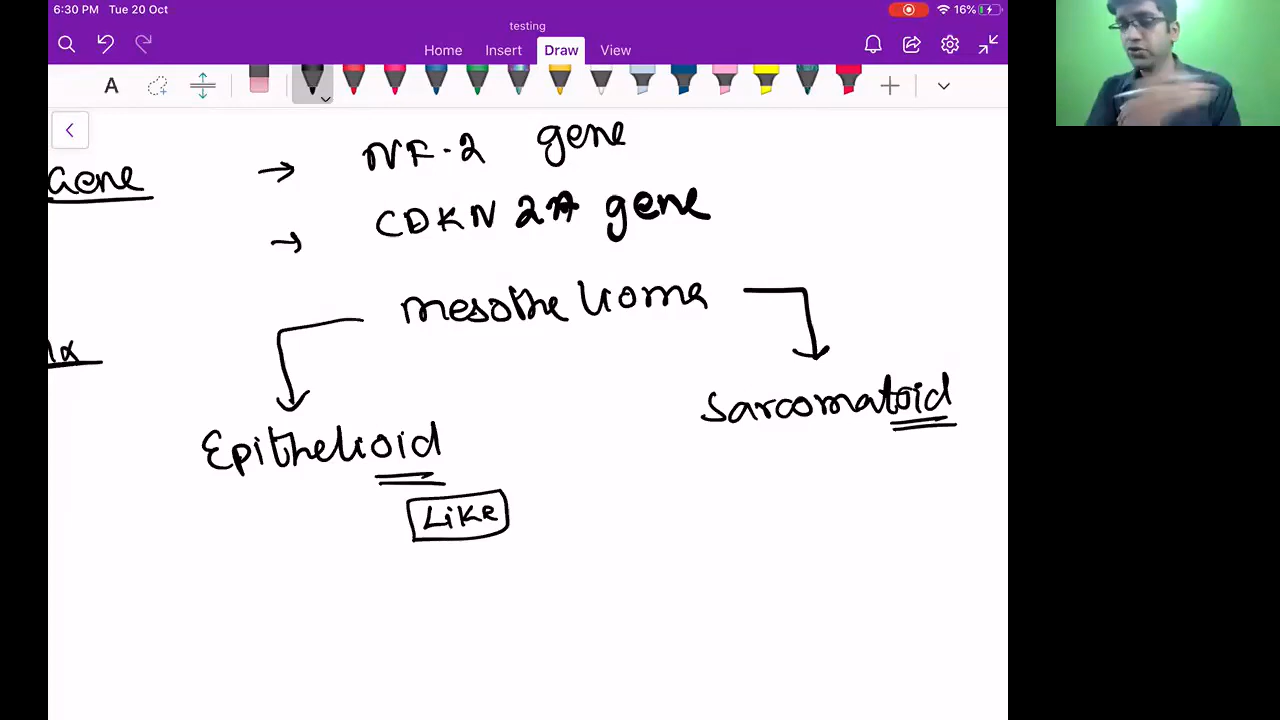 6:30 PM Tue 20 Oct
16%
testing
Home Insert Draw View
A
Gene → NF-2 gene
→ CDKN 2A gene
mesothelioma
Epithelioid
Sarcomatoid
Like